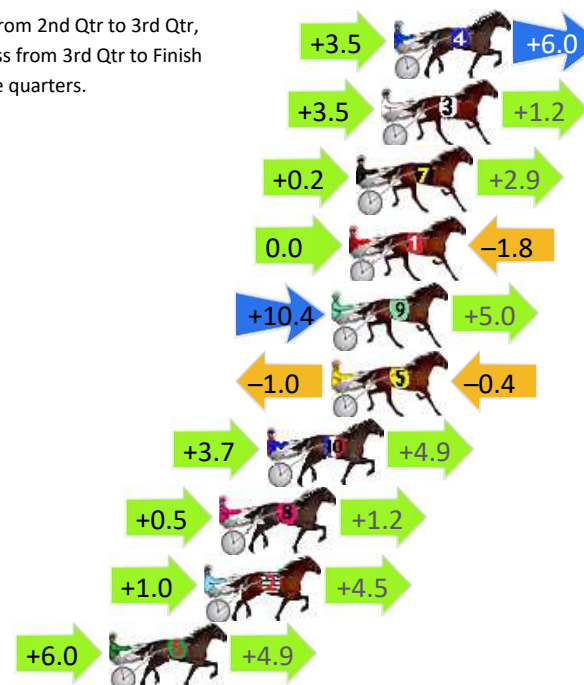 rom 2nd Qtr to 3rd Qtr,
ss from 3rd Qtr to Finish
e quarters.
+3.5 4 +6.0
+3.5 3 +1.2
+0.2 7 +2.9
0.0 1 –1.8
+10.4 9 +5.0
–1.0 5 –0.4
+3.7 10 +4.9
+0.5 8 +1.2
+1.0 2 +4.5
+6.0 6 +4.9